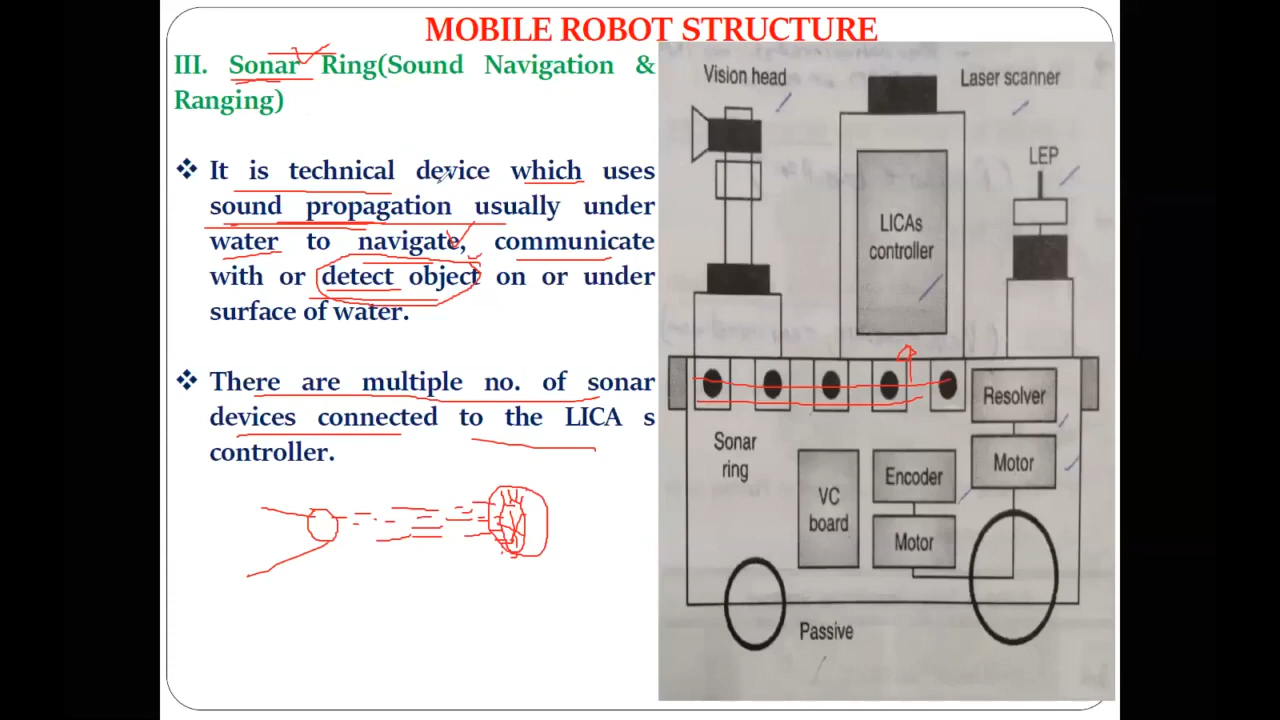 MOBILE ROBOT STRUCTURE
III. Sonar Ring(Sound Navigation &
Ranging)
❖ It is technical device which uses
sound propagation usually under
water to navigate, communicate
with or detect object on or under
surface of water.
❖ There are multiple no. of sonar
devices connected to the LICA s
controller.
Vision head
Laser scanner
LEP
LICAs
controller
Resolver
Sonar
ring
Motor
VC
board
Encoder
Motor
Passive